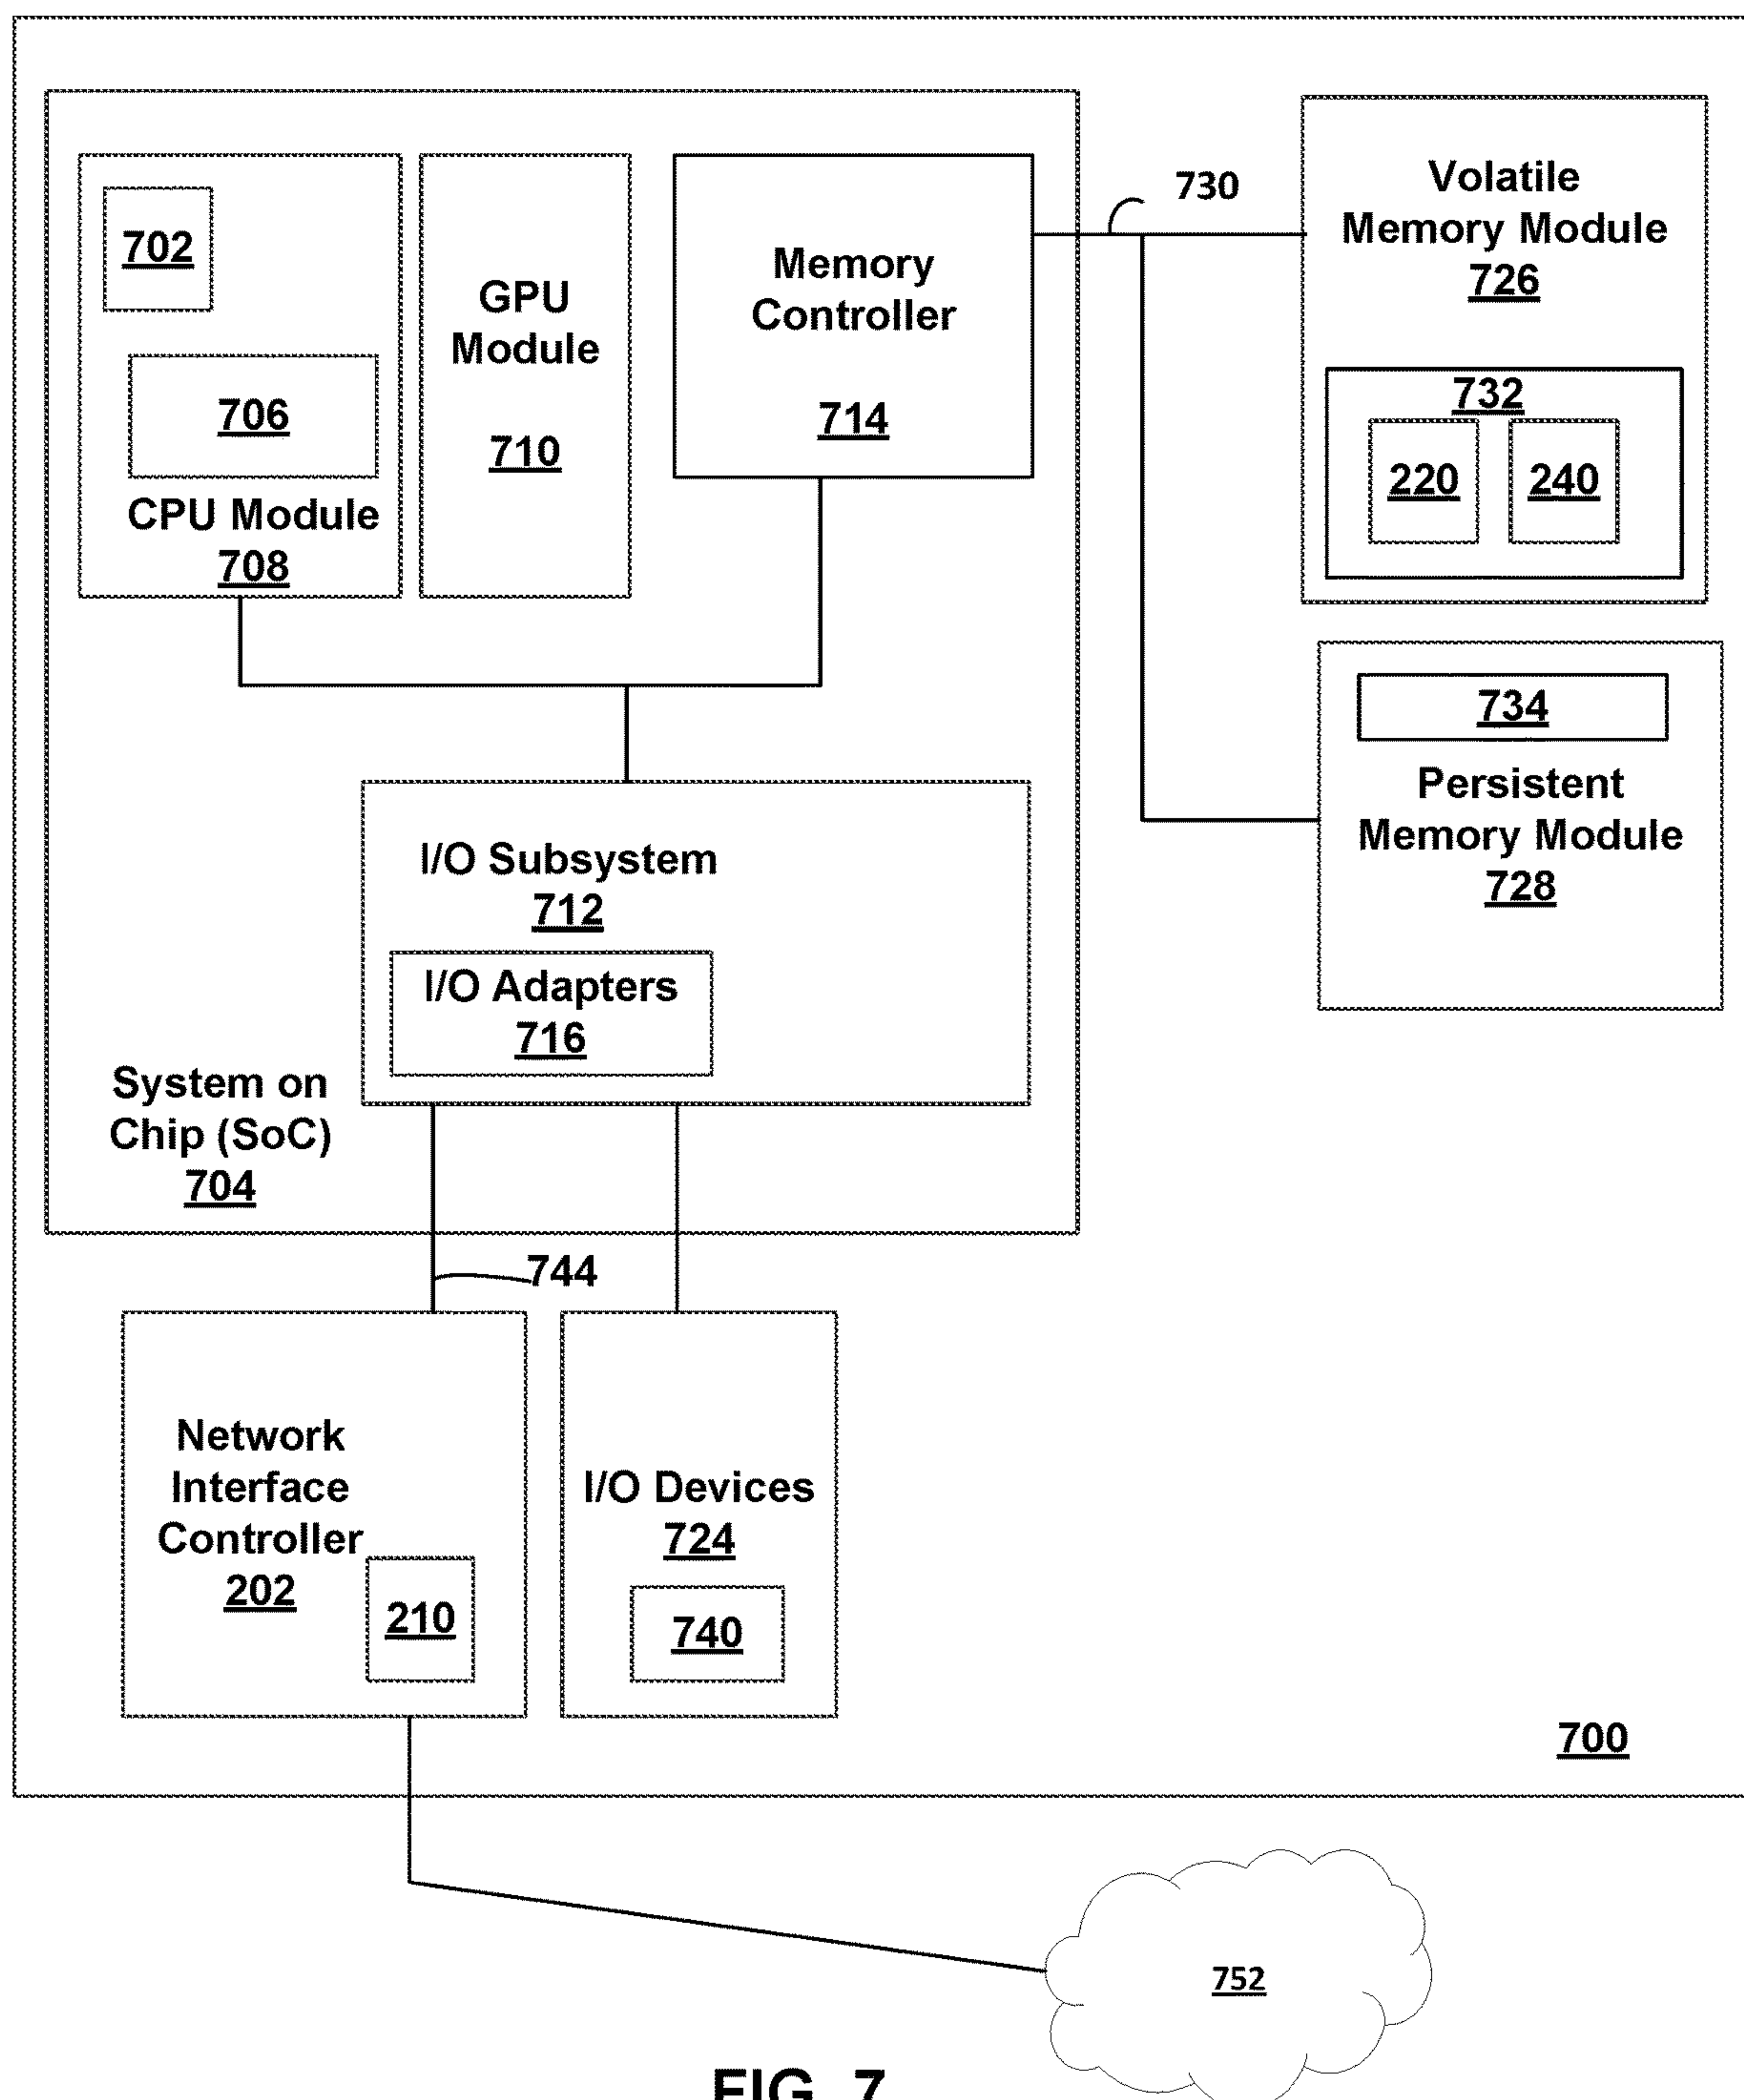 702
706
CPU Module
708
GPU
Module
710
Memory
Controller
714
730
Volatile
Memory Module
726
732
220
240
734
Persistent
Memory Module
728
I/O Subsystem
712
I/O Adapters
716
System on
Chip (SoC)
704
744
Network
Interface
Controller
202
210
I/O Devices
724
740
700
752
FIG. 7